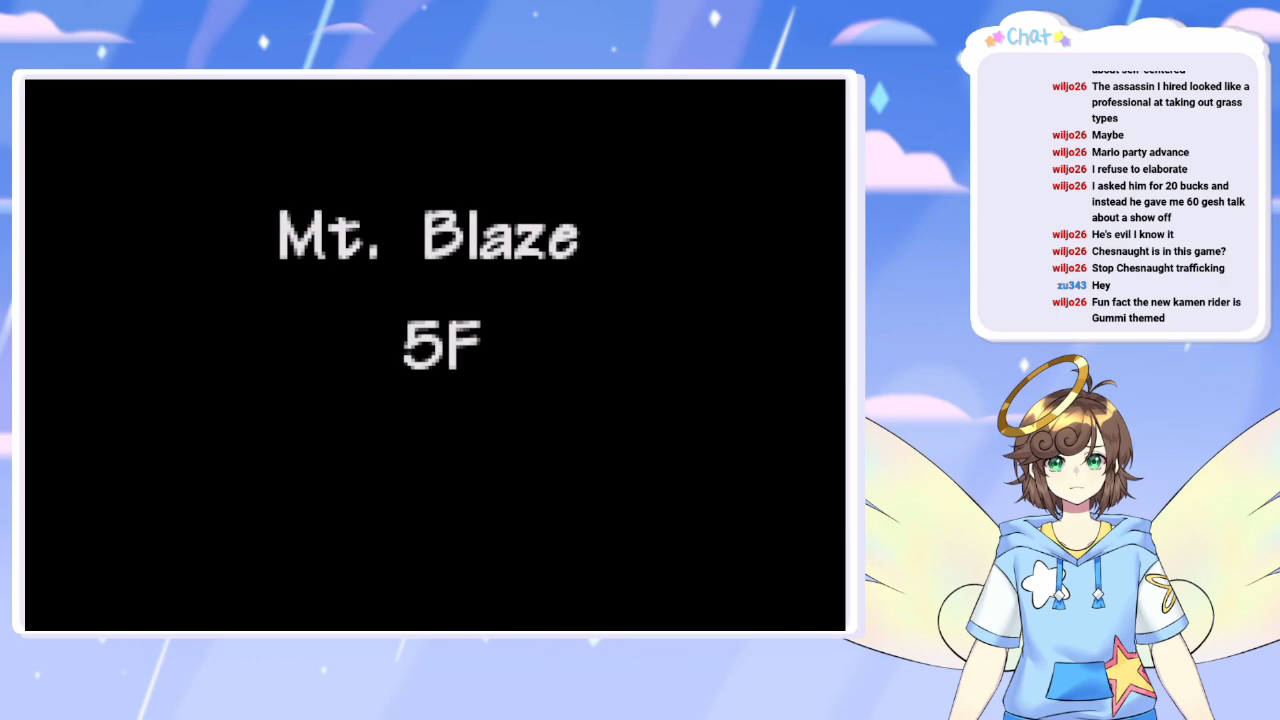 Mt. Blaze
5F
Chat
about self-centered
wiljo26 The assassin I hired looked like a
professional at taking out grass
types
wiljo26 Maybe
wiljo26 Mario party advance
wiljo26 I refuse to elaborate
wiljo26 I asked him for 20 bucks and
instead he gave me 60 gesh talk
about a show off
wiljo26 He's evil I know it
wiljo26 Chesnaught is in this game?
wiljo26 Stop Chesnaught trafficking
zu343 Hey
wiljo26 Fun fact the new kamen rider is
Gummi themed